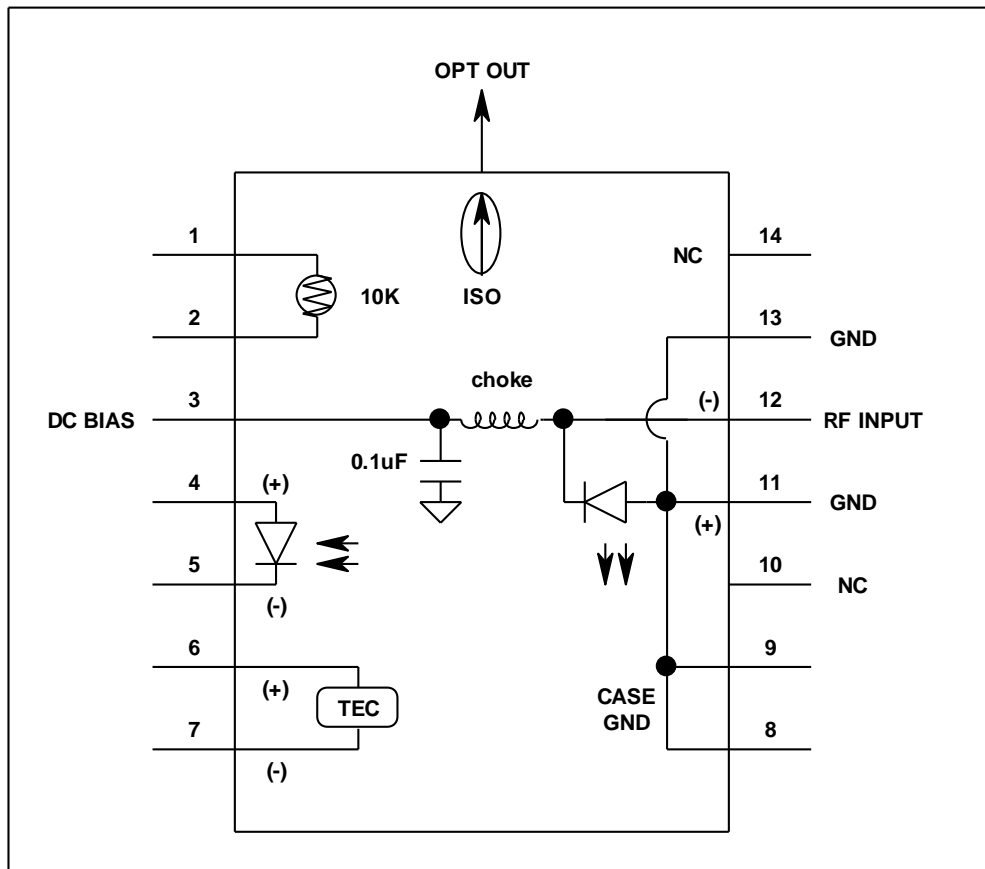 OPT OUT
1
14
NC
10K
ISO
2
13
GND
choke
3
(-)
12
DC BIAS
RF INPUT
0.1uF
4
(+)
11
GND
(+)
5
10
(-)
NC
6
9
(+)
TEC
CASE
GND
7
8
(-)